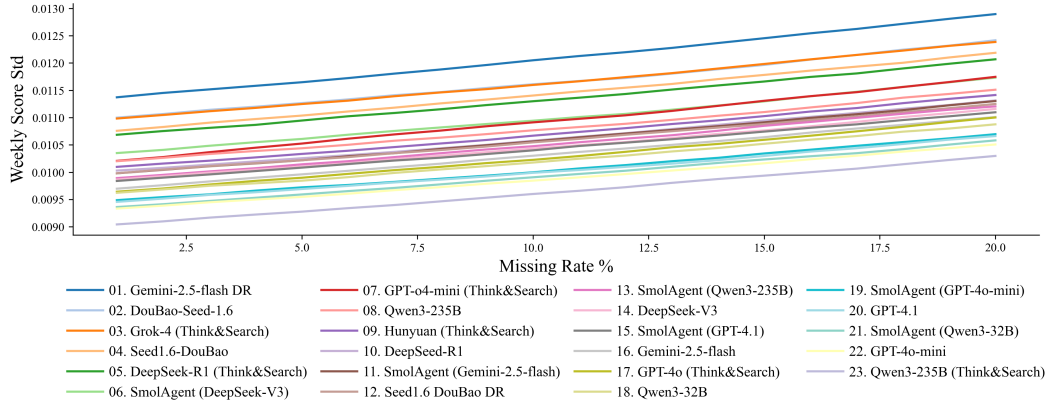 0.0130
0.0125
0.0120
0.0115
0.0110
0.0105
0.0100
0.0095
0.0090
Weekly Score Std
2.5 5.0 7.5 10.0 12.5 15.0 17.5 20.0
Missing Rate %
01. Gemini-2.5-flash DR
02. DouBao-Seed-1.6
03. Grok-4 (Think&Search)
04. Seed1.6-DouBao
05. DeepSeek-R1 (Think&Search)
06. SmolAgent (DeepSeek-V3)
07. GPT-o4-mini (Think&Search)
08. Qwen3-235B
09. Hunyuan (Think&Search)
10. DeepSeed-R1
11. SmolAgent (Gemini-2.5-flash)
12. Seed1.6 DouBao DR
13. SmolAgent (Qwen3-235B)
14. DeepSeek-V3
15. SmolAgent (GPT-4.1)
16. Gemini-2.5-flash
17. GPT-4o (Think&Search)
18. Qwen3-32B
19. SmolAgent (GPT-4o-mini)
20. GPT-4.1
21. SmolAgent (Qwen3-32B)
22. GPT-4o-mini
23. Qwen3-235B (Think&Search)